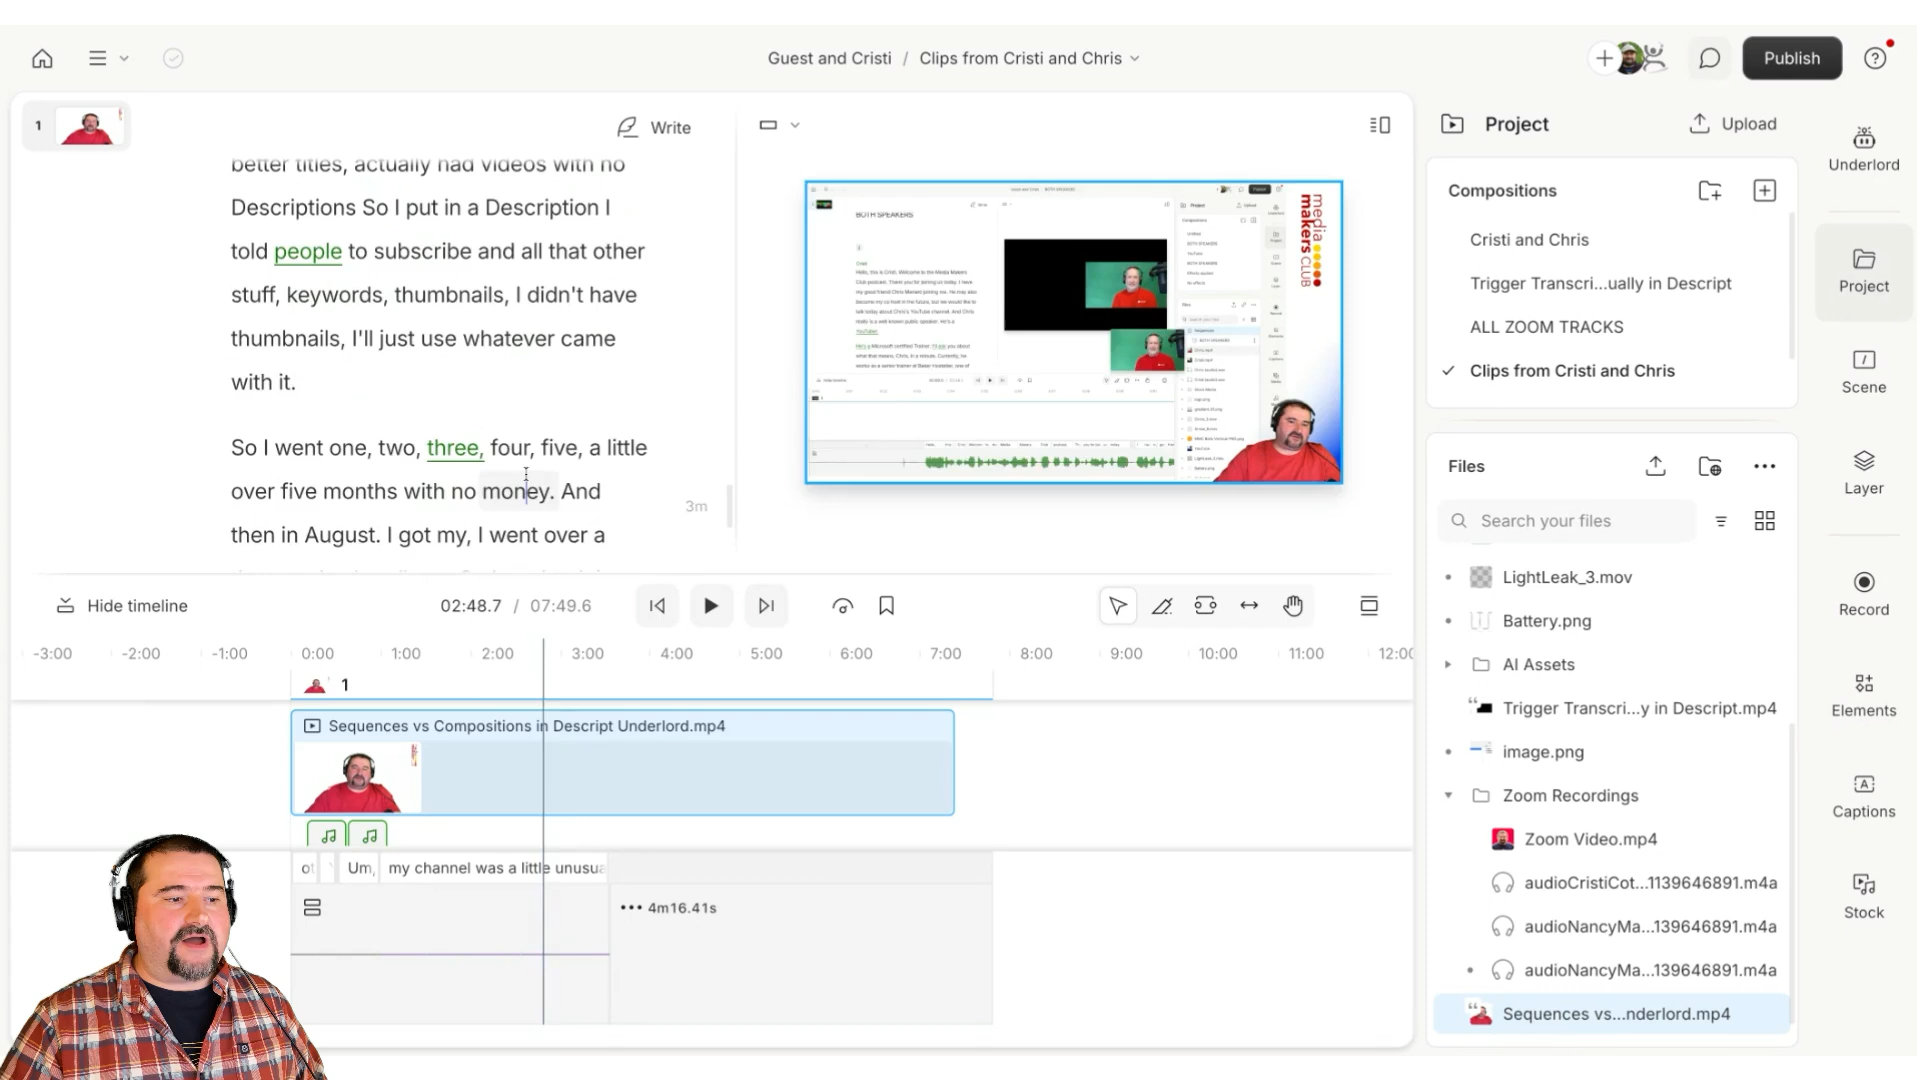 Guest and Cristi / Clips from Cristi and Chris
Publish
1
Write
better titles, actually had videos with no
Descriptions So I put in a Description I
told people to subscribe and all that other
stuff, keywords, thumbnails, I didn't have
thumbnails, I'll just use whatever came
with it.
So I went one, two, three, four, five, a little
over five months with no money. And
then in August. I got my, I went over a
3m
BOTH SPEAKERS
media
makers CLUB
Project
Upload
Compositions
Cristi and Chris
Trigger Transcri...ually in Descript
ALL ZOOM TRACKS
Clips from Cristi and Chris
Files
Search your files
LightLeak_3.mov
Battery.png
AI Assets
Trigger Transcri...y in Descript.mp4
image.png
Zoom Recordings
Zoom Video.mp4
audioCristiCot...1139646891.m4a
audioNancyMa...139646891.m4a
audioNancyMa...139646891.m4a
Sequences vs...nderlord.mp4
Underlord
Project
Scene
Layer
Record
Elements
Captions
Stock
Hide timeline
02:48.7 / 07:49.6
-3:00 -2:00 -1:00 0:00 1:00 2:00 3:00 4:00 5:00 6:00 7:00 8:00 9:00 10:00 11:00 12:00
1
Sequences vs Compositions in Descript Underlord.mp4
ot Um, my channel was a little unusua
••• 4m16.41s